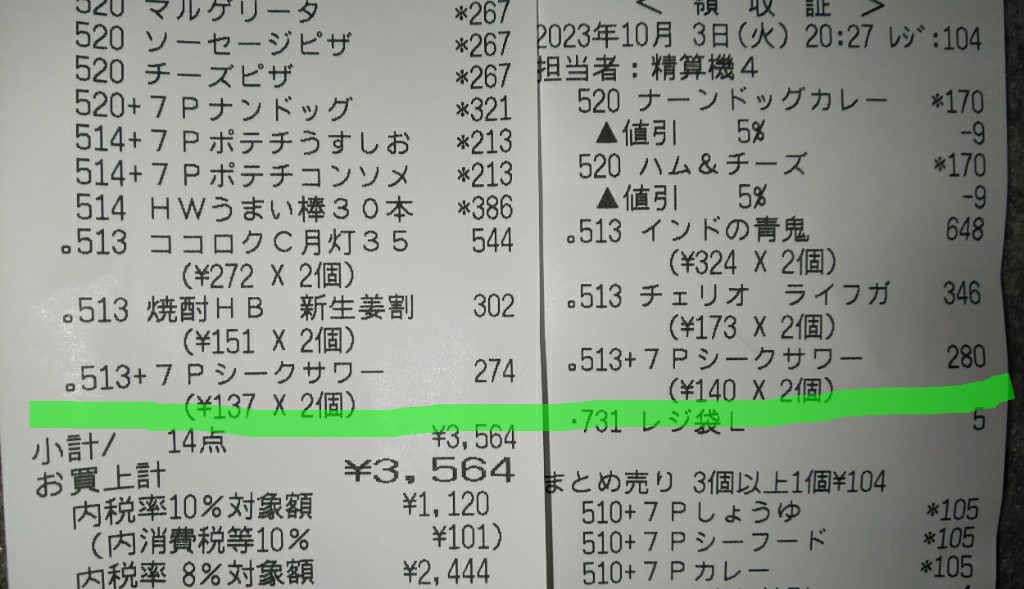 520 マルゲリータ *267
520 ソーセージピザ *267
520 チーズピザ *267
520+7Pナンドッグ *321
514+7Pポテチうすしお *213
514+7Pポテチコンソメ *213
514 HWうまい棒30本 *386
。513 ココロクC月灯35 544
(¥272 X 2個)
。513 焼酎HB 新生姜割 302
(¥151 X 2個)
。513+7Pシークサワー 274
(¥137 X 2個)
小計/ 14点 ¥3,564
お買上計 ¥3,564
内税率10%対象額 ¥1,120
(内消費税等10% ¥101)
内税率 8%対象額 ¥2,444
< 領 収 証 >
2023年10月 3日(火) 20:27 レジ:104
担当者:精算機4
520 ナーンドッグカレー *170
▲値引 5% -9
520 ハム&チーズ *170
▲値引 5% -9
。513 インドの青鬼 648
(¥324 X 2個)
。513 チェリオ ライフガ 346
(¥173 X 2個)
。513+7Pシークサワー 280
(¥140 X 2個)
・731 レジ袋L 5
まとめ売り 3個以上1個¥104
510+7Pしょうゆ *105
510+7Pシーフード *105
510+7Pカレー *105